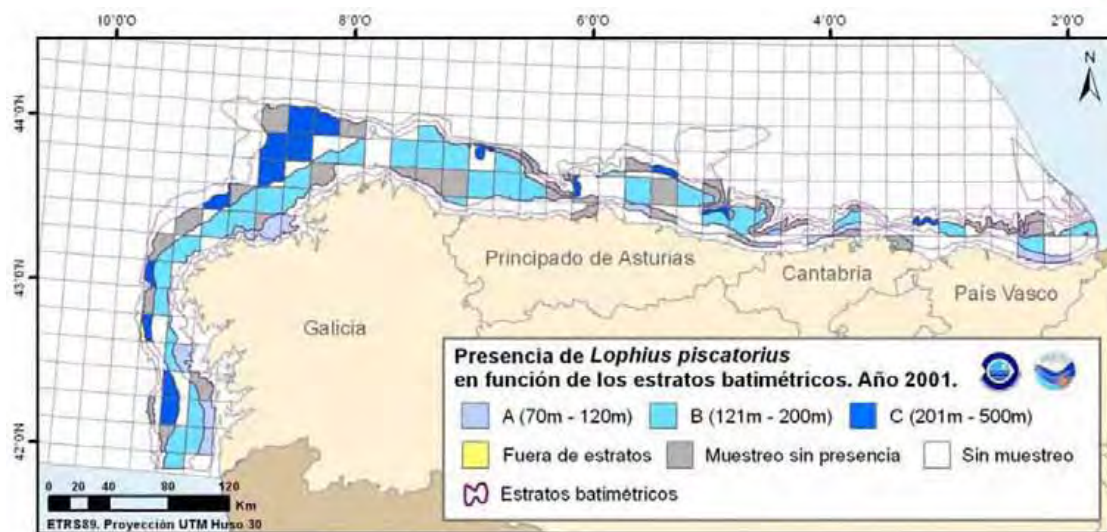 10°0'O 8°0'O 6°0'O 4°0'O 2°0'O
N
44°0'N
43°0'N
42°0'N
Principado de Asturias
Cantabria
País Vasco
Galicia
Presencia de Lophius piscatorius
en función de los estratos batimétricos. Año 2001.
A (70m - 120m) B (121m - 200m) C (201m - 500m)
Fuera de estratos Muestreo sin presencia Sin muestreo
Estratos batimétricos
0 20 40 80 120
Km
ETRS89. Proyección UTM Huso 30